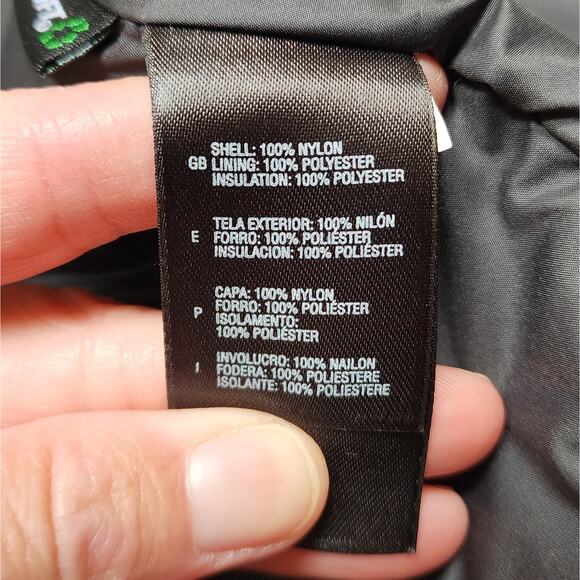 SHELL: 100% NYLON
GB LINING: 100% POLYESTER
INSULATION: 100% POLYESTER
TELA EXTERIOR: 100% NILÓN
E FORRO: 100% POLIÉSTER
INSULACION: 100% POLIÉSTER
CAPA: 100% NYLON
P FORRO: 100% POLIÉSTER
ISOLAMENTO:
100% POLIÉSTER
INVOLUCRO: 100% NAILON
I FODERA: 100% POLIESTERE
ISOLANTE: 100% POLIESTERE